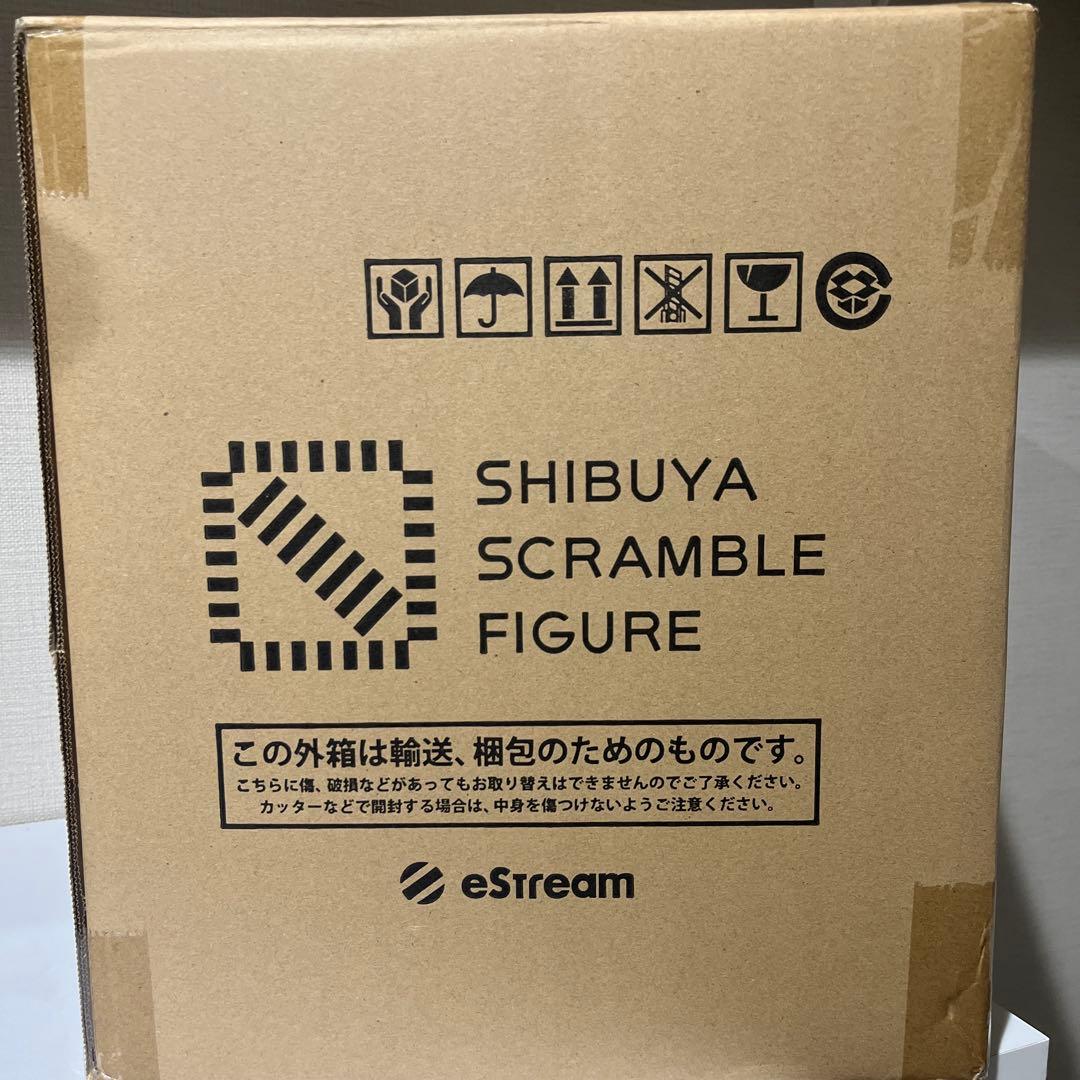 SHIBUYA
SCRAMBLE
FIGURE
この外箱は輸送、梱包のためのものです。
こちらに傷、破損などがあってもお取り替えはできませんのでご了承ください。
カッターなどで開封する場合は、中身を傷つけないようご注意ください。
eStream